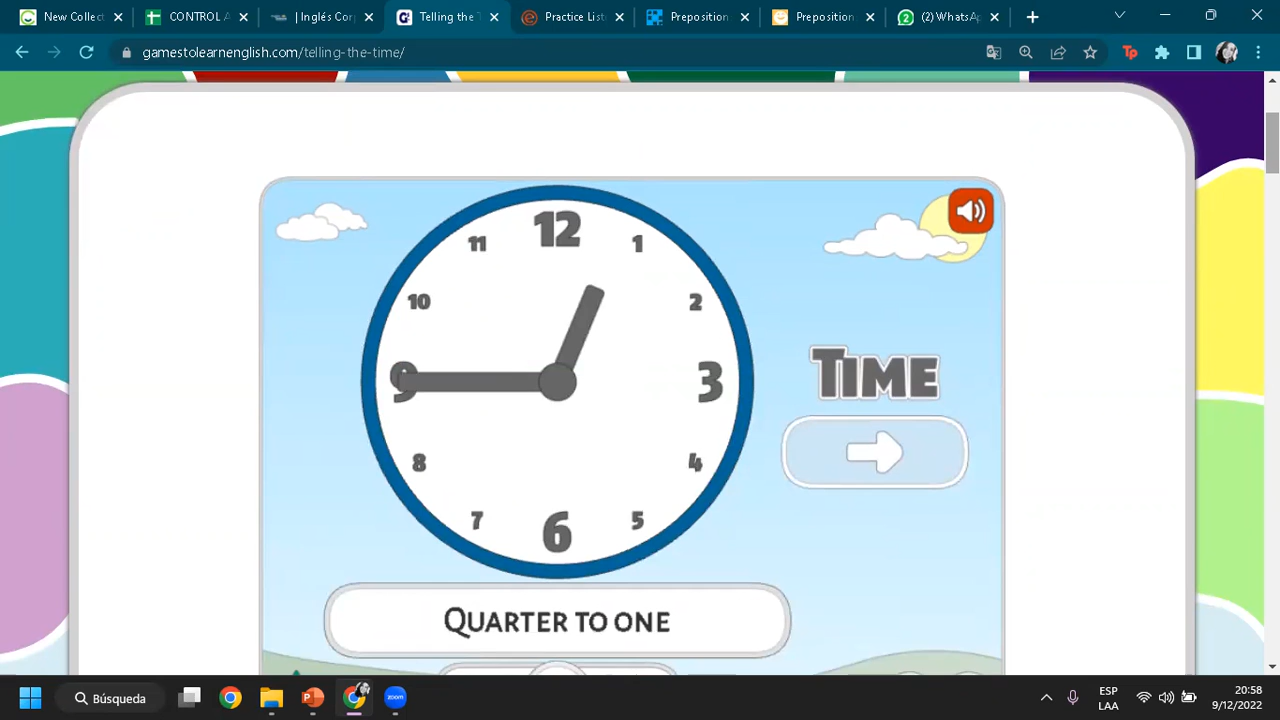 New Collect
CONTROL A
| Inglés Cor
Telling the T
Practice List
Preposition
Preposition
(2) WhatsAp
gamestolearnenglish.com/telling-the-time/
12
11
1
10
2
9
3
8
4
7
5
6
TIME
QUARTER TO ONE
Búsqueda
ESP
LAA
20:58
9/12/2022